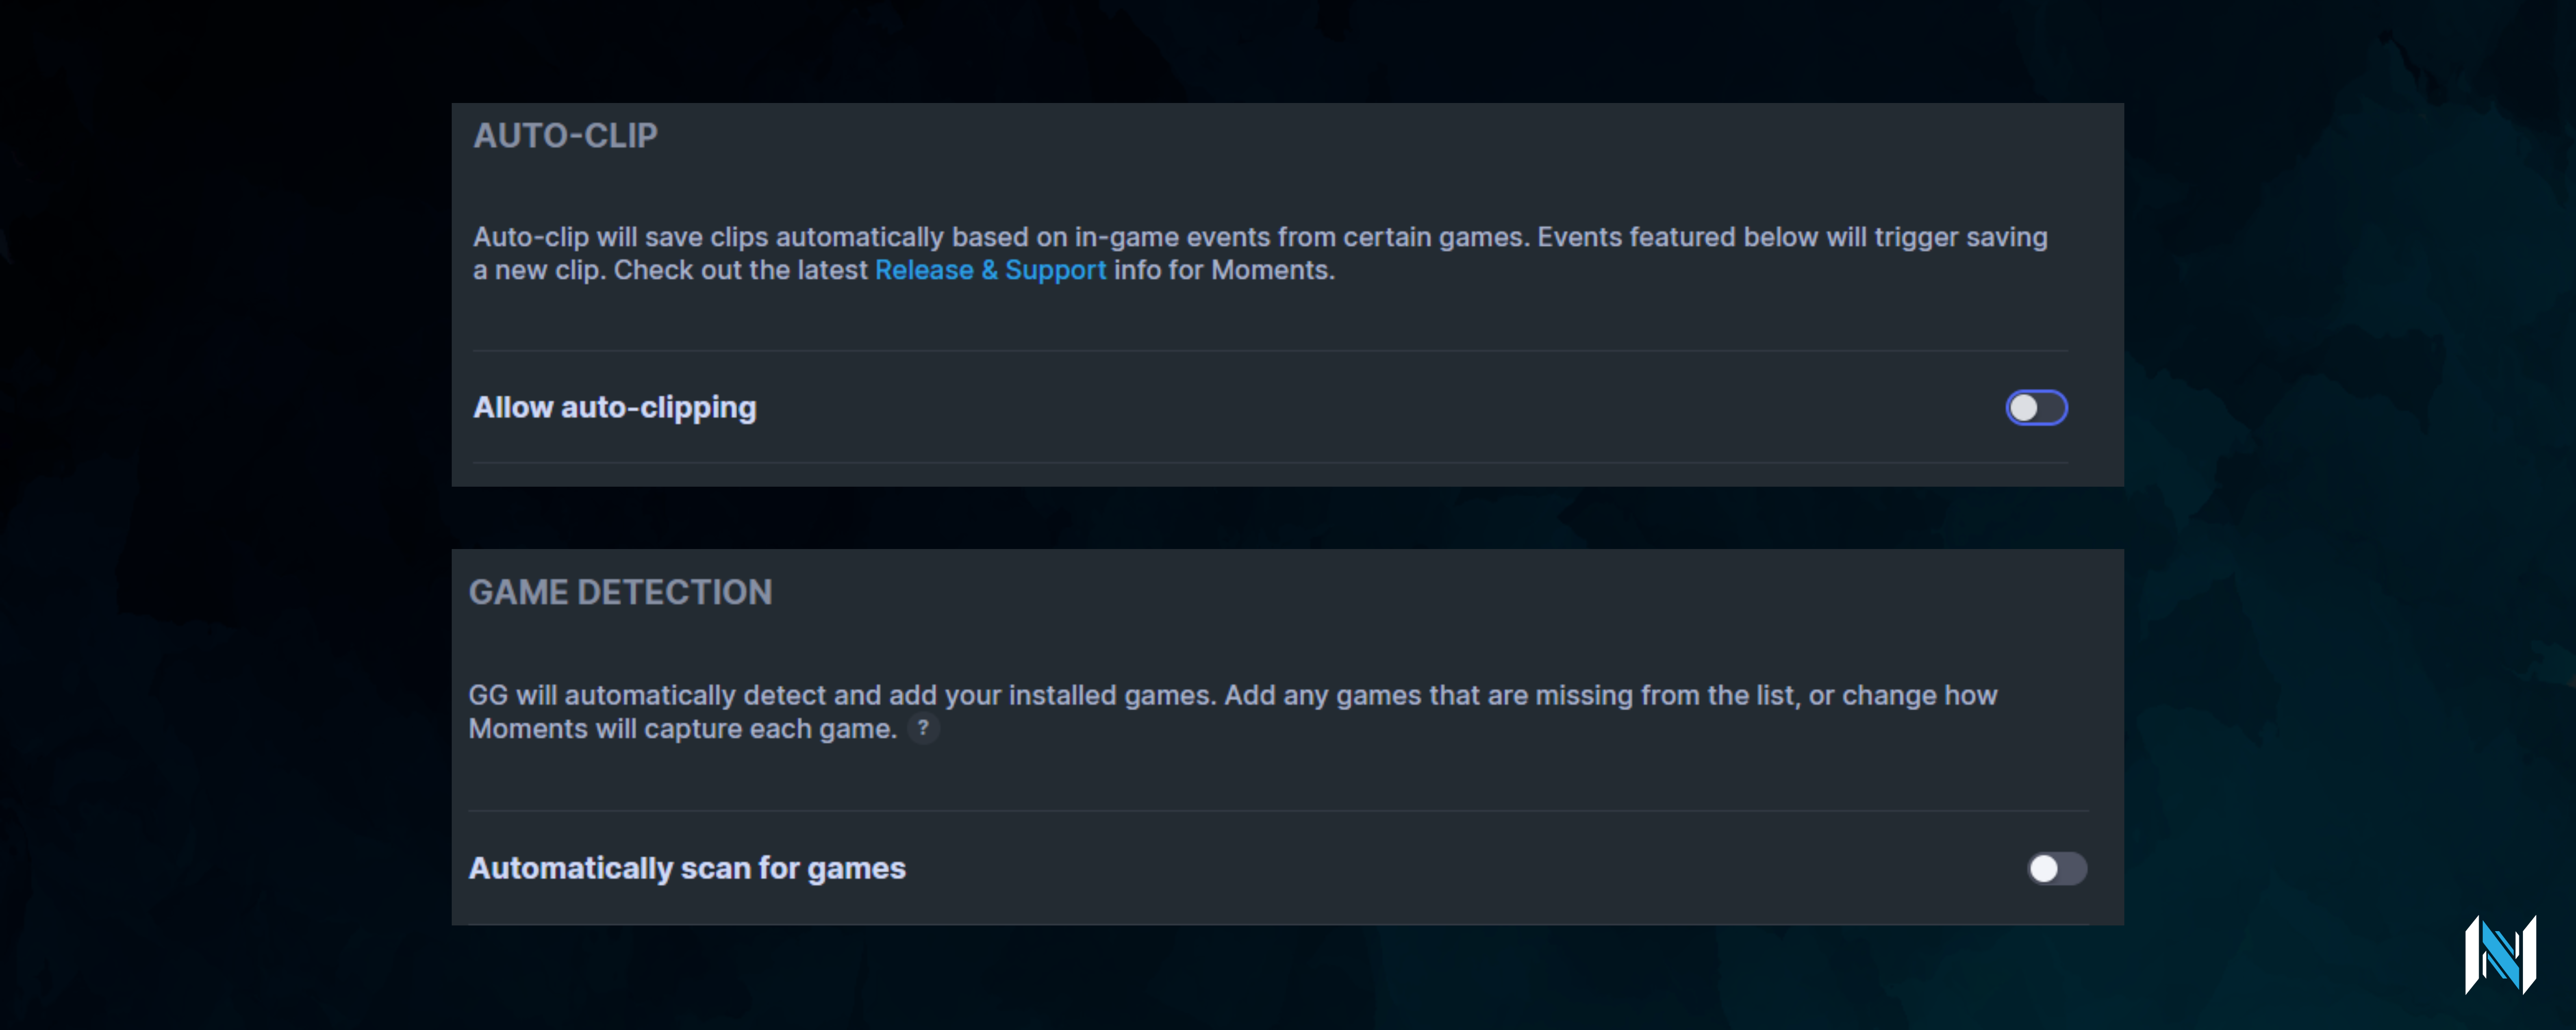 AUTO-CLIP
Auto-clip will save clips automatically based on in-game events from certain games. Events featured below will trigger saving
a new clip. Check out the latest Release & Support info for Moments.
Allow auto-clipping
GAME DETECTION
GG will automatically detect and add your installed games. Add any games that are missing from the list, or change how
Moments will capture each game. ?
Automatically scan for games
N